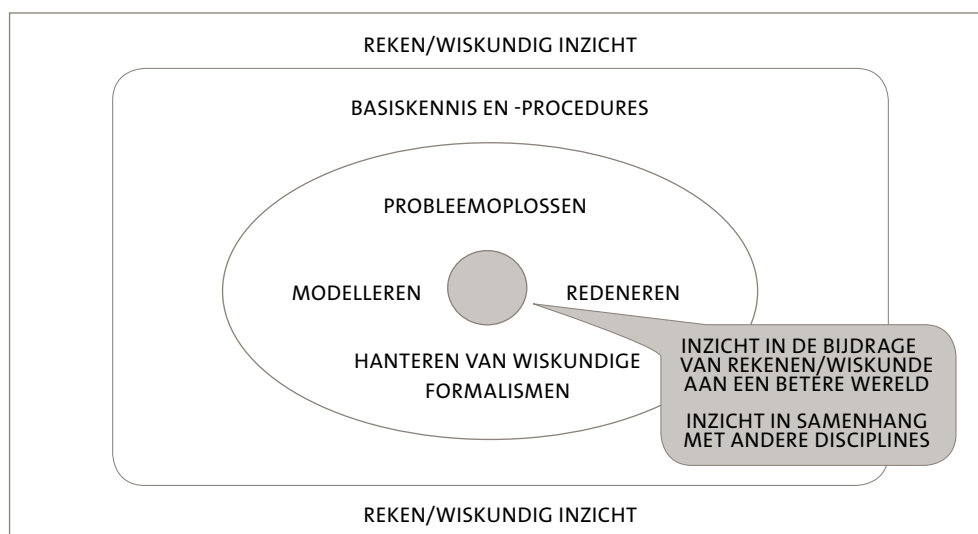 REKEN/WISKUNDIG INZICHT
BASISKENNIS EN -PROCEDURES
PROBLEEMOPLOSSEN
MODELLEREN
REDENEREN
HANTEREN VAN WISKUNDIGE
FORMALISMEN
INZICHT IN DE BIJDRAGE
VAN REKENEN/WISKUNDE
AAN EEN BETERE WERELD
INZICHT IN SAMENHANG
MET ANDERE DISCIPLINES
REKEN/WISKUNDIG INZICHT